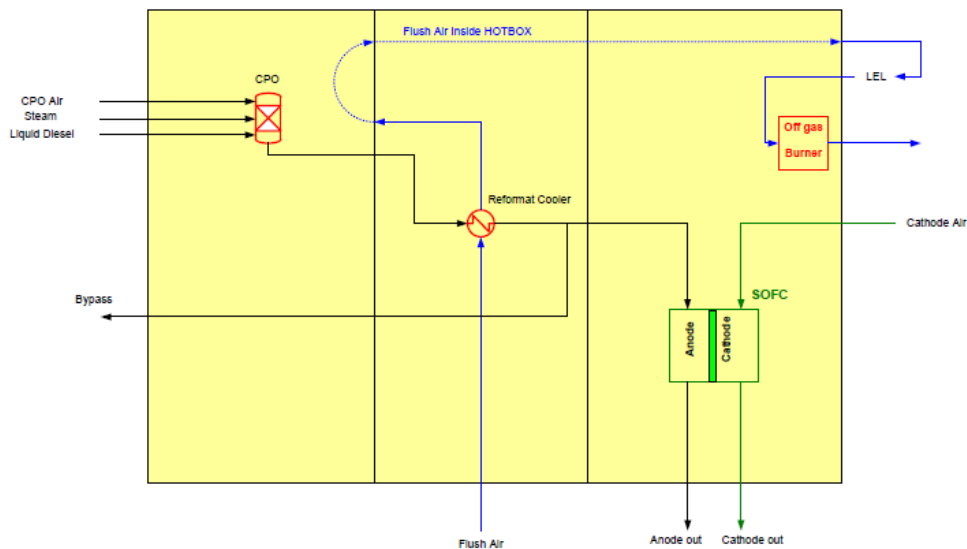 Flush Air Inside HOTBOX
CPO
LEL
CPO Air
Steam
Liquid Diesel
Off gas
Burner
Reformat Cooler
Cathode Air
Bypass
SOFC
Anode
Cathode
Flush Air
Anode out
Cathode out